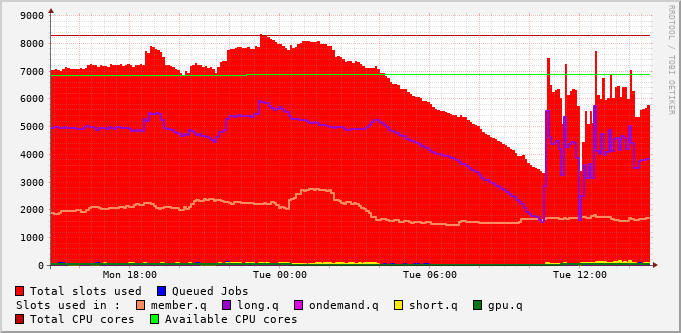 9000
8000
7000
6000
5000
4000
3000
2000
1000
0
Mon 18:00 Tue 00:00 Tue 06:00 Tue 12:00
RRDTOOL / TOBI OETIKER
Total slots used Queued Jobs
Slots used in : member.q long.q ondemand.q short.q gpu.q
Total CPU cores Available CPU cores